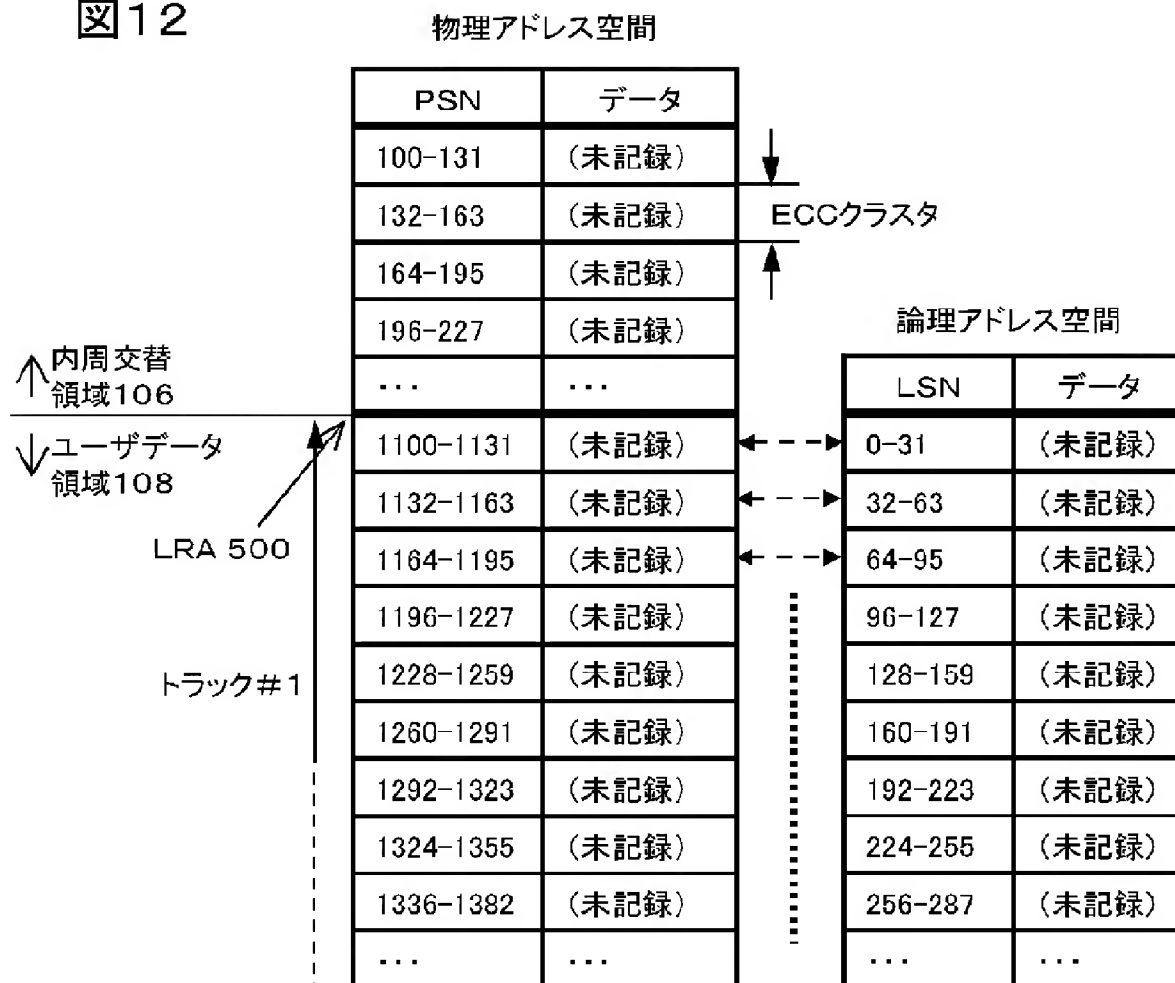 図12
物理アドレス空間
PSN データ
100-131 (未記録)
132-163 (未記録)
164-195 (未記録)
196-227 (未記録)
... ...
1100-1131 (未記録)
1132-1163 (未記録)
1164-1195 (未記録)
1196-1227 (未記録)
1228-1259 (未記録)
1260-1291 (未記録)
1292-1323 (未記録)
1324-1355 (未記録)
1336-1382 (未記録)
... ...
ECCクラスタ
内周交替
領域106
ユーザデータ
領域108
LRA 500
トラック#1
論理アドレス空間
LSN データ
0-31 (未記録)
32-63 (未記録)
64-95 (未記録)
96-127 (未記録)
128-159 (未記録)
160-191 (未記録)
192-223 (未記録)
224-255 (未記録)
256-287 (未記録)
... ...